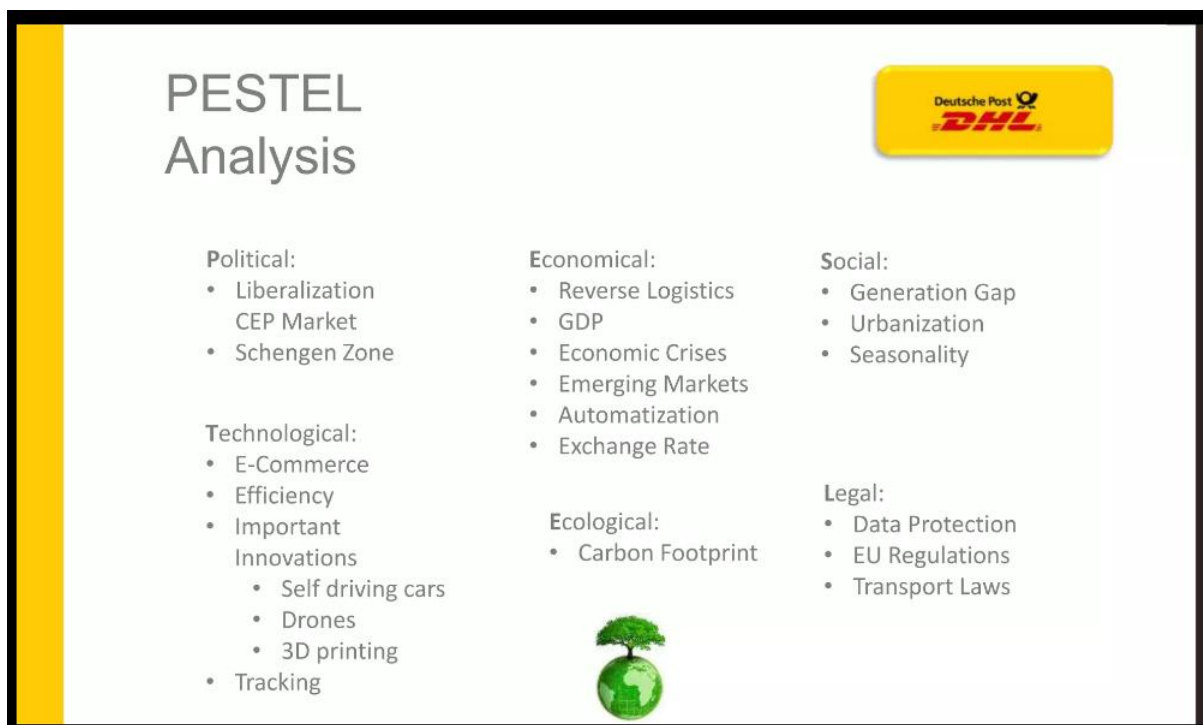 PESTEL
Analysis
Deutsche Post
DHL
Political:
• Liberalization
CEP Market
• Schengen Zone
Economical:
• Reverse Logistics
• GDP
• Economic Crises
• Emerging Markets
• Automatization
• Exchange Rate
Social:
• Generation Gap
• Urbanization
• Seasonality
Technological:
• E-Commerce
• Efficiency
• Important
Innovations
• Self driving cars
• Drones
• 3D printing
• Tracking
Ecological:
• Carbon Footprint
Legal:
• Data Protection
• EU Regulations
• Transport Laws